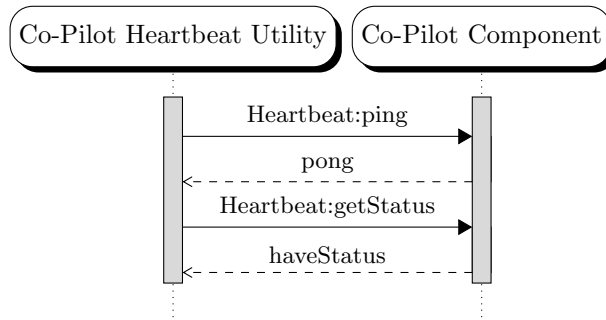 Co-Pilot Heartbeat Utility
Co-Pilot Component
Heartbeat:ping
pong
Heartbeat:getStatus
haveStatus